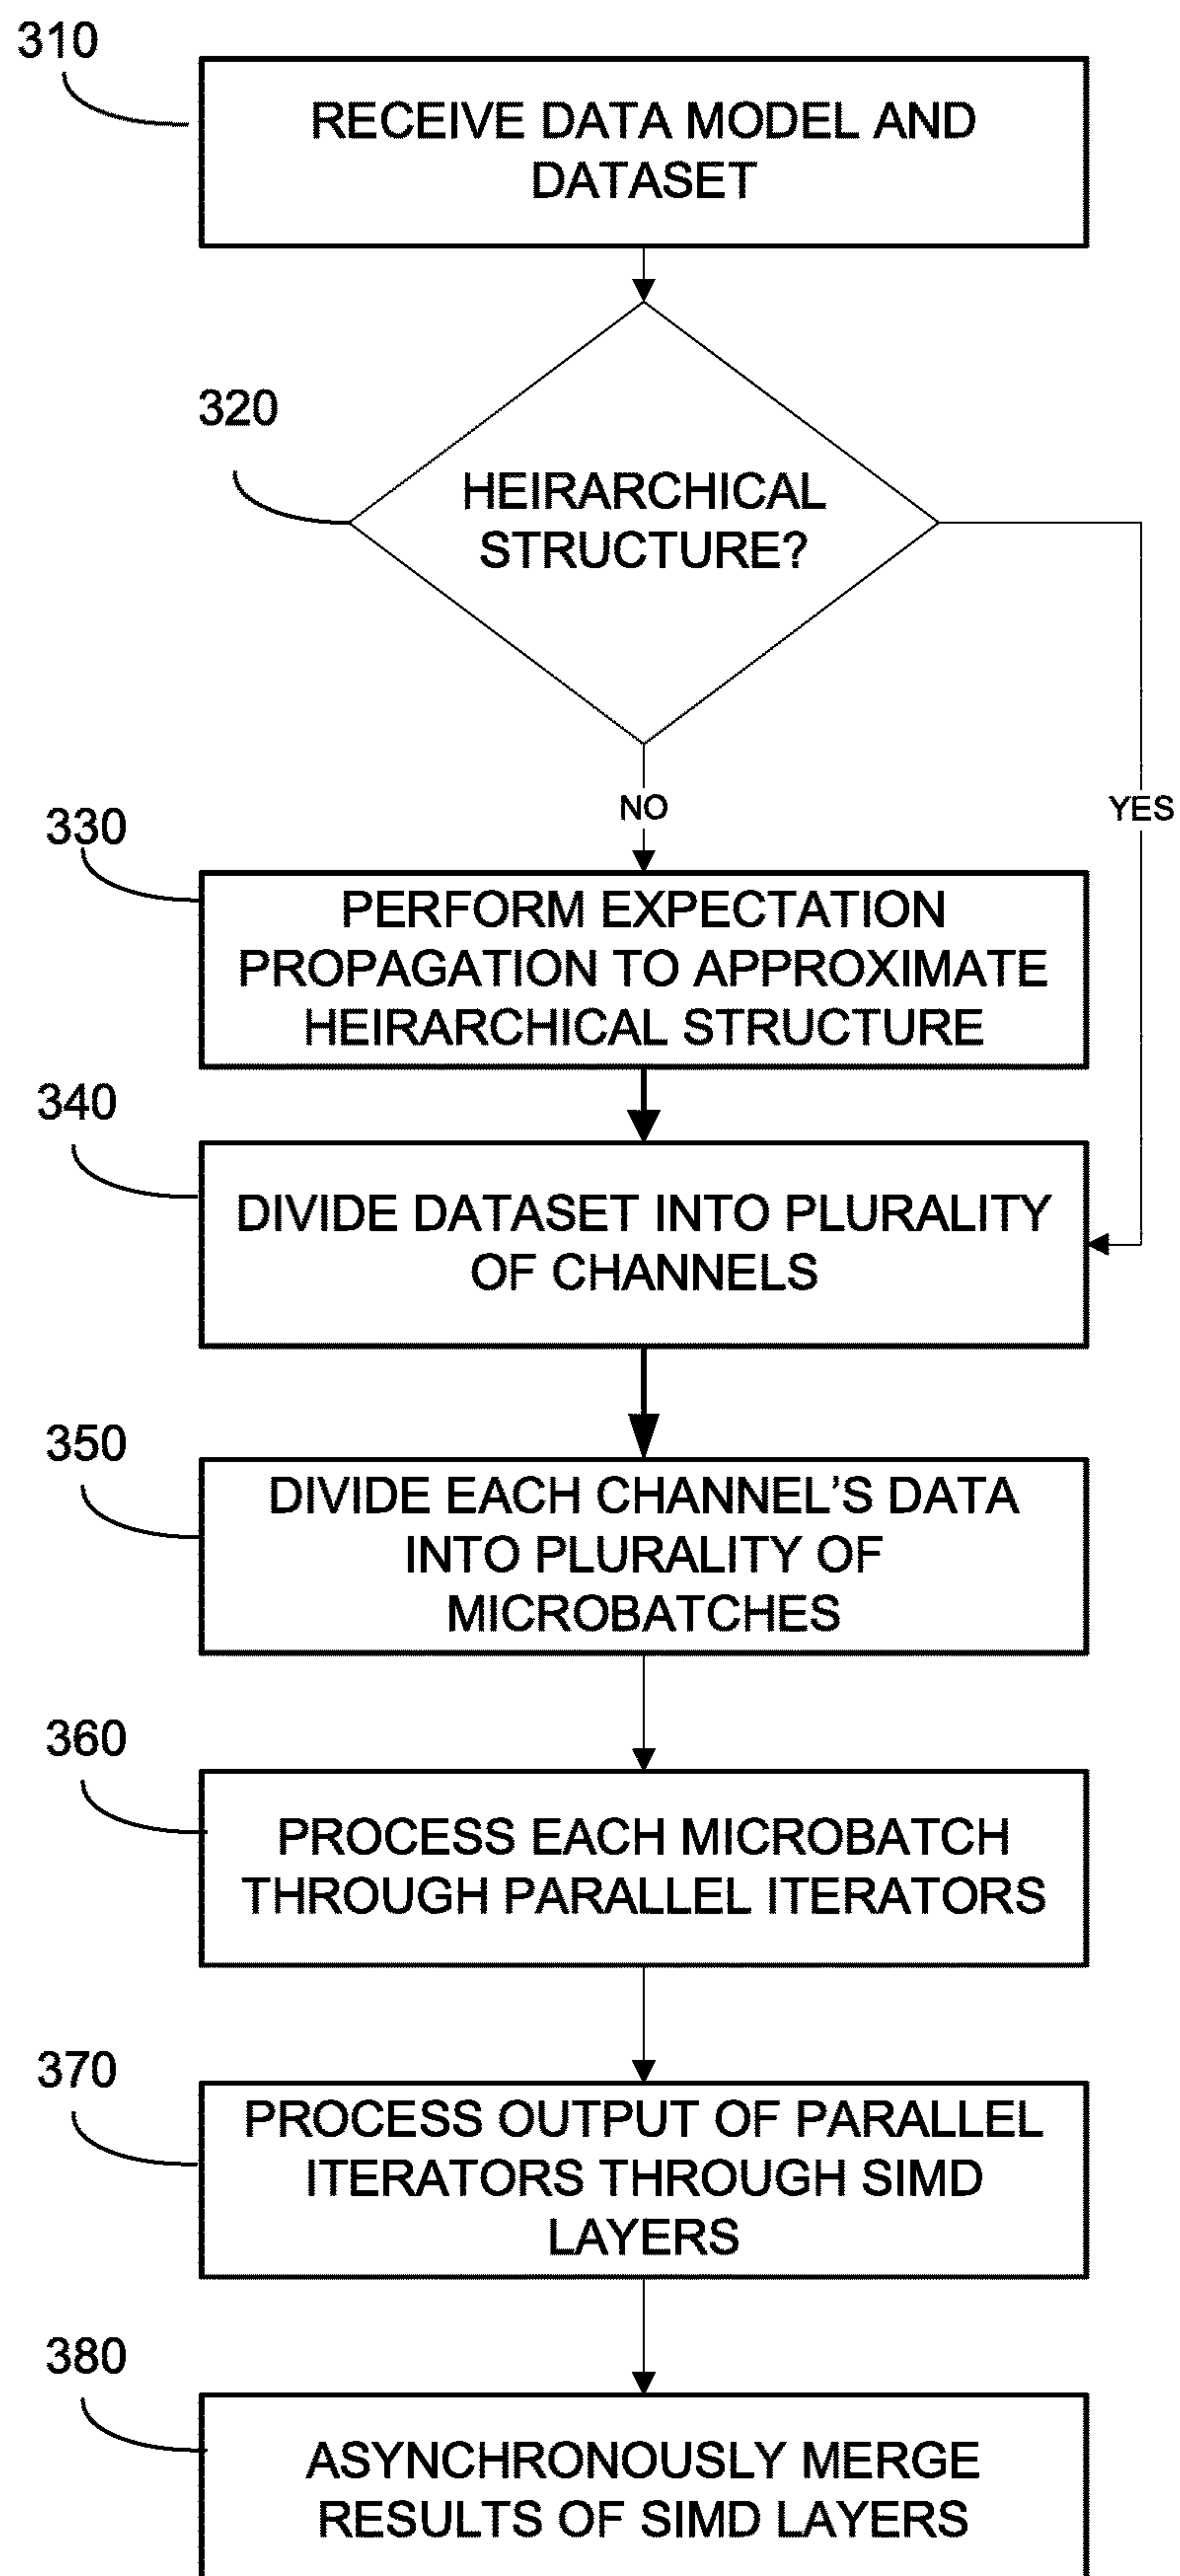 310
RECEIVE DATA MODEL AND
DATASET
320
HEIRARCHICAL
STRUCTURE?
NO
YES
330
PERFORM EXPECTATION
PROPAGATION TO APPROXIMATE
HEIRARCHICAL STRUCTURE
340
DIVIDE DATASET INTO PLURALITY
OF CHANNELS
350
DIVIDE EACH CHANNEL’S DATA
INTO PLURALITY OF
MICROBATCHES
360
PROCESS EACH MICROBATCH
THROUGH PARALLEL ITERATORS
370
PROCESS OUTPUT OF PARALLEL
ITERATORS THROUGH SIMD
LAYERS
380
ASYNCHRONOUSLY MERGE
RESULTS OF SIMD LAYERS